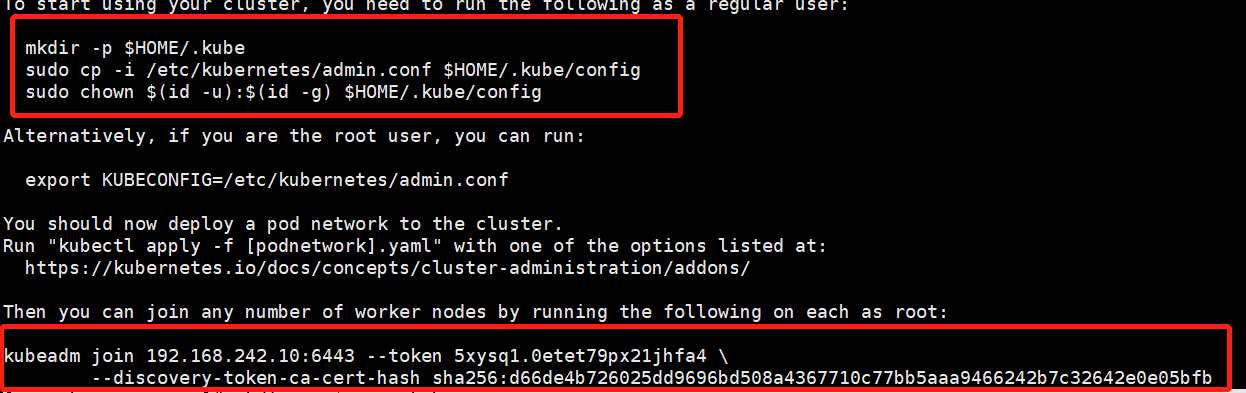 To start using your cluster, you need to run the following as a regular user:
mkdir -p $HOME/.kube
sudo cp -i /etc/kubernetes/admin.conf $HOME/.kube/config
sudo chown $(id -u):$(id -g) $HOME/.kube/config
Alternatively, if you are the root user, you can run:
export KUBECONFIG=/etc/kubernetes/admin.conf
You should now deploy a pod network to the cluster.
Run "kubectl apply -f [podnetwork].yaml" with one of the options listed at:
https://kubernetes.io/docs/concepts/cluster-administration/addons/
Then you can join any number of worker nodes by running the following on each as root:
kubeadm join 192.168.242.10:6443 --token 5xysq1.0etet79px21jhfa4 \
--discovery-token-ca-cert-hash sha256:d66de4b726025dd9696bd508a4367710c77bb5aaa9466242b7c32642e0e05bfb